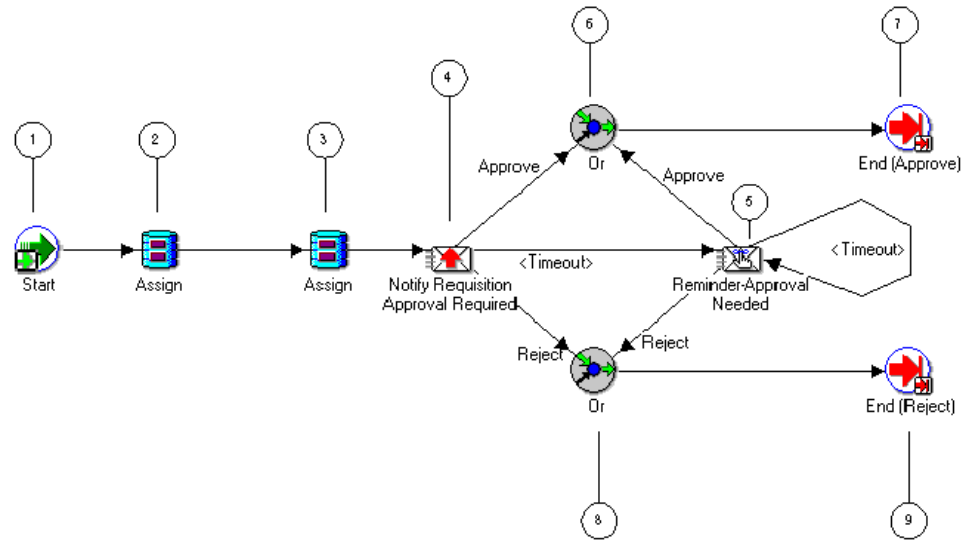 6
7
4
1
2
3
Or
End (Approve)
Approve
Approve
5
Start
Assign
Assign
Notify Requisition
Approval Required
<Timeout>
Reminder-Approval
Needed
<Timeout>
Reject
Reject
Or
End (Reject)
8
9